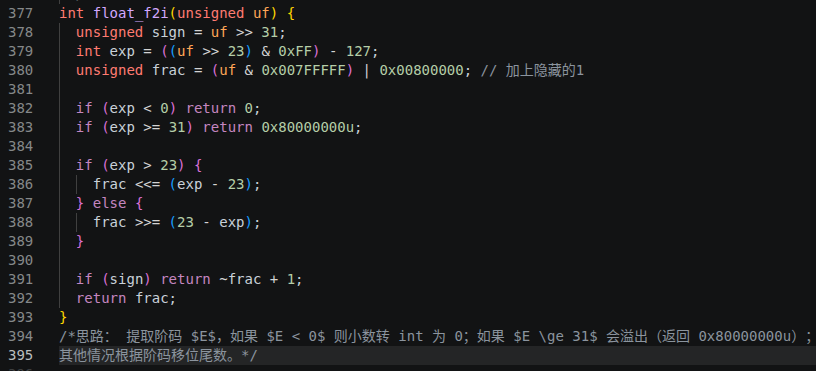 377 int float_f2i(unsigned uf) {
378   unsigned sign = uf >> 31;
379   int exp = ((uf >> 23) & 0xFF) - 127;
380   unsigned frac = (uf & 0x007FFFFF) | 0x00800000; // 加上隐藏的1
381
382   if (exp < 0) return 0;
383   if (exp >= 31) return 0x80000000u;
384
385   if (exp > 23) {
386     frac <<= (exp - 23);
387   } else {
388     frac >>= (23 - exp);
389   }
390
391   if (sign) return ~frac + 1;
392   return frac;
393 }
394 /*思路： 提取阶码 $E$，如果 $E < 0$ 则小数转 int 为 0；如果 $E \ge 31$ 会溢出（返回 0x80000000u）；
395 其他情况根据阶码移位尾数。*/